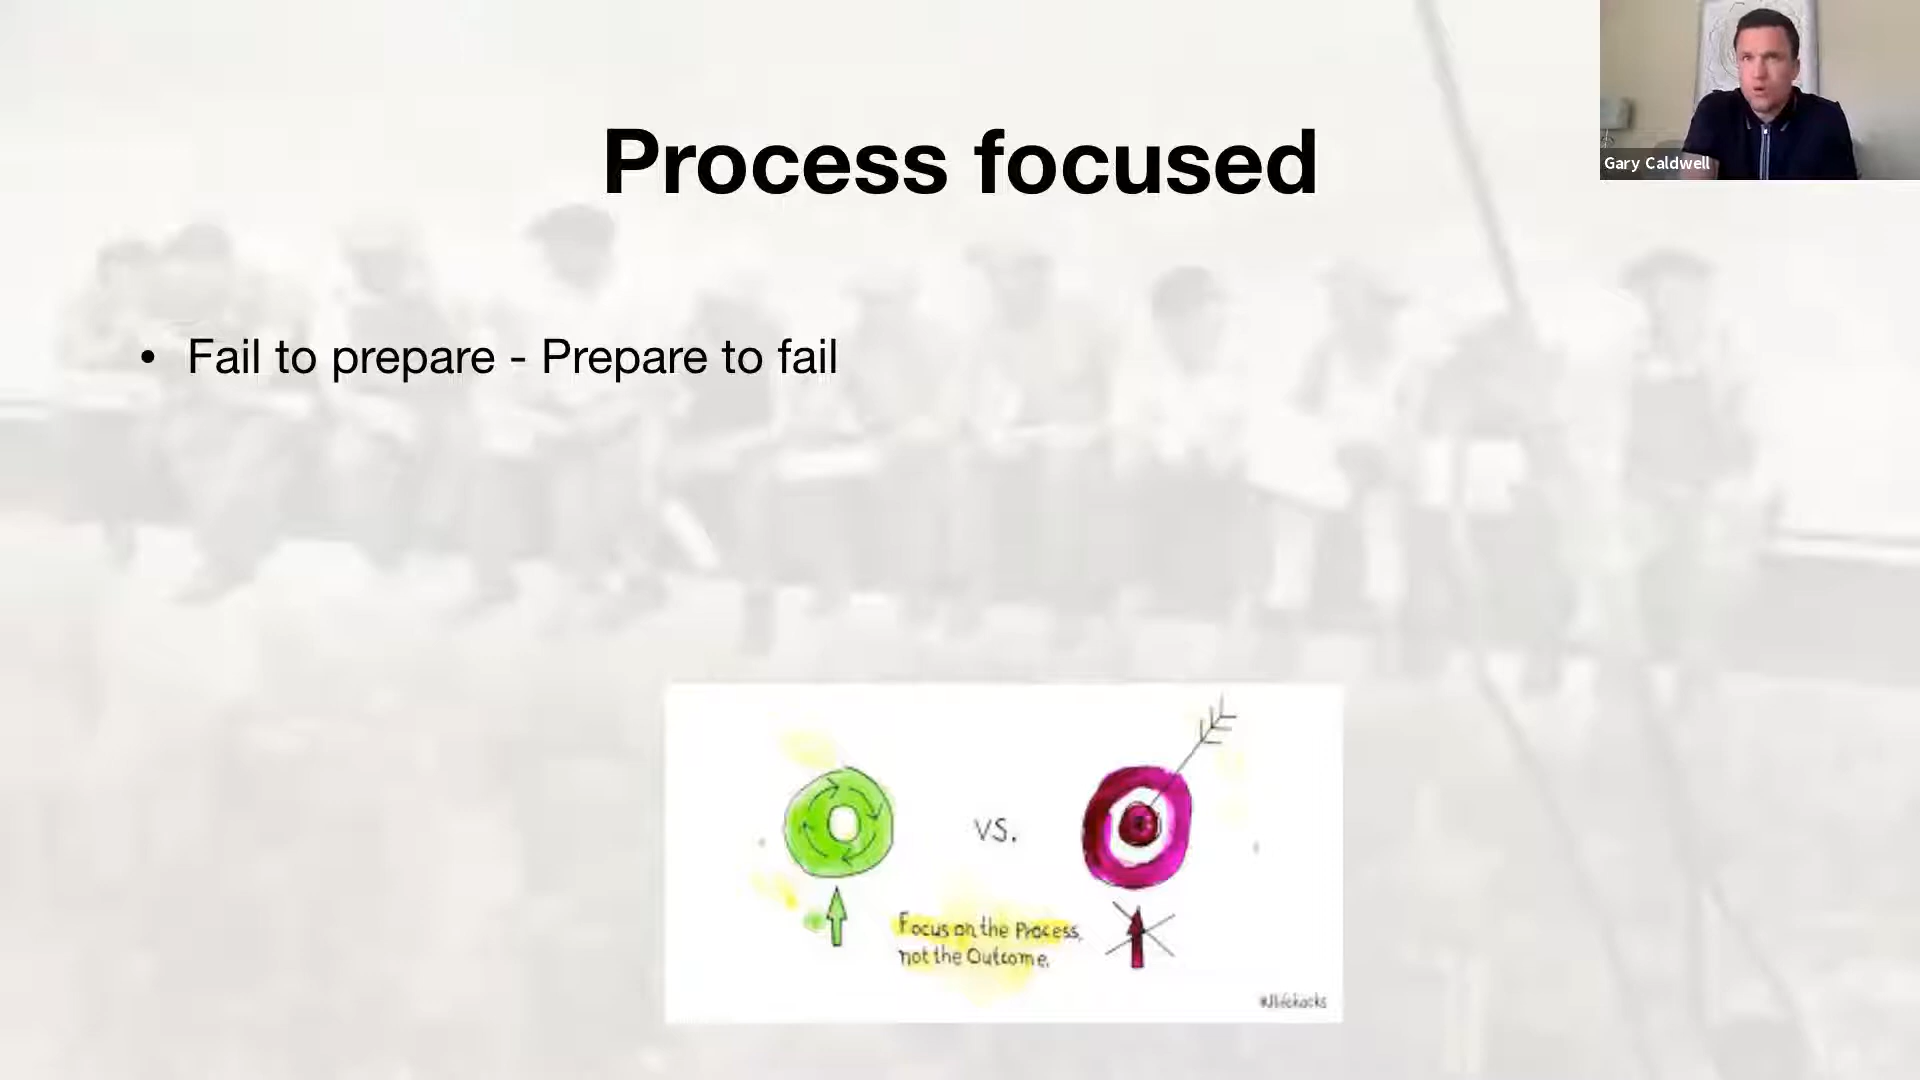 Process focused
Gary Caldwell
• Fail to prepare - Prepare to fail
vs.
Focus on the Process,
not the Outcome.